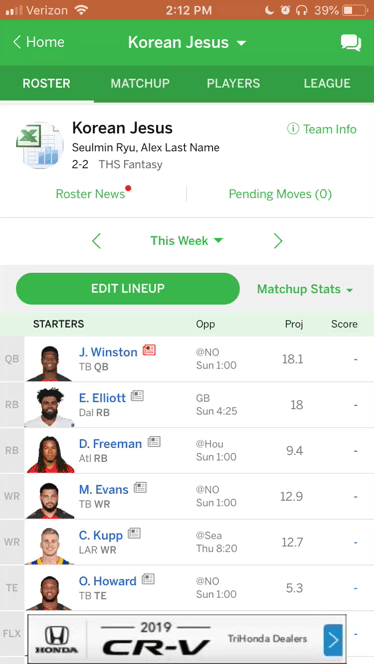 Verizon 2:12 PM 39%
Home Korean Jesus
ROSTER MATCHUP PLAYERS LEAGUE
Korean Jesus Team Info
Seulmin Ryu, Alex Last Name
2-2 THS Fantasy
Roster News Pending Moves (0)
This Week
EDIT LINEUP Matchup Stats
STARTERS Opp Proj Score
QB J. Winston @NO 18.1 -
TB QB Sun 1:00
RB E. Elliott GB 18 -
Dal RB Sun 4:25
RB D. Freeman @Hou 9.4 -
Atl RB Sun 1:00
WR M. Evans @NO 12.9 -
TB WR Sun 1:00
WR C. Kupp @Sea 12.7 -
LAR WR Thu 8:20
TE O. Howard @NO 5.3 -
TB TE Sun 1:00
FLX
HONDA 2019 CR-V TriHonda Dealers